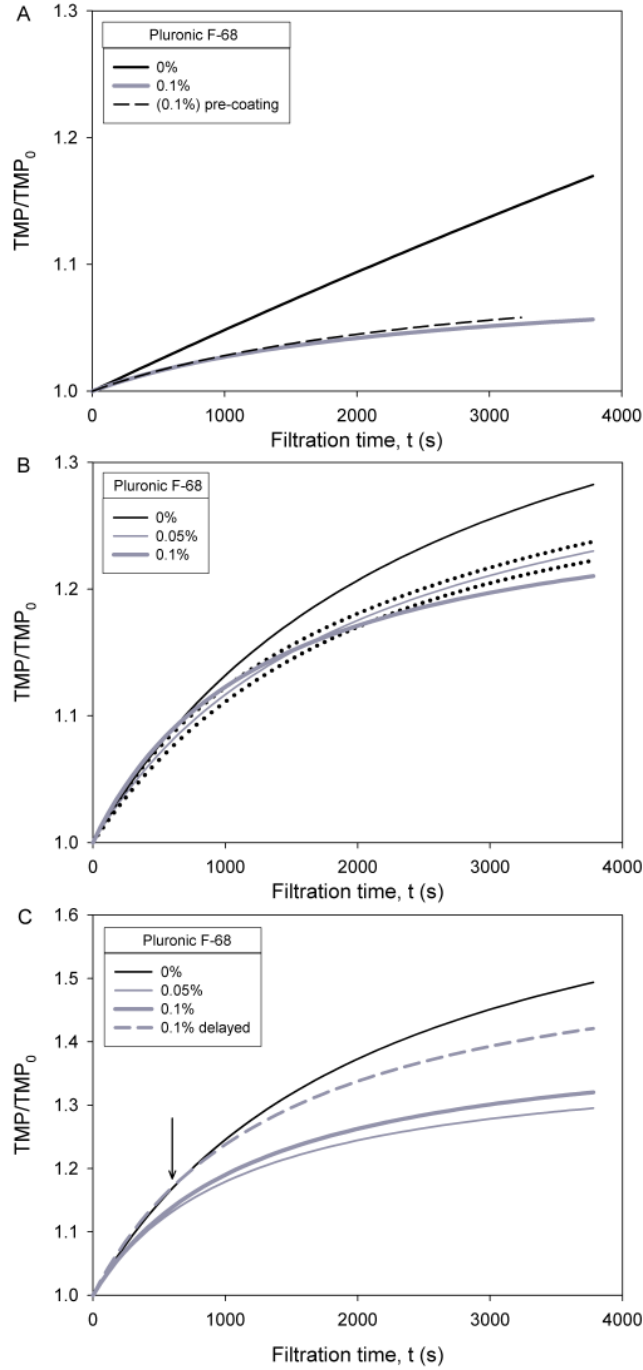 A
1.3
Pluronic F-68
0%
0.1%
(0.1%) pre-coating
1.2
TMP/TMP₀
1.1
1.0
0 1000 2000 3000 4000
Filtration time, t (s)
B
1.3
Pluronic F-68
0%
0.05%
0.1%
1.2
TMP/TMP₀
1.1
1.0
0 1000 2000 3000 4000
Filtration time, t (s)
C
1.6
Pluronic F-68
0%
0.05%
0.1%
0.1% delayed
1.5
1.4
TMP/TMP₀
1.3
1.2
1.1
1.0
0 1000 2000 3000 4000
Filtration time, t (s)